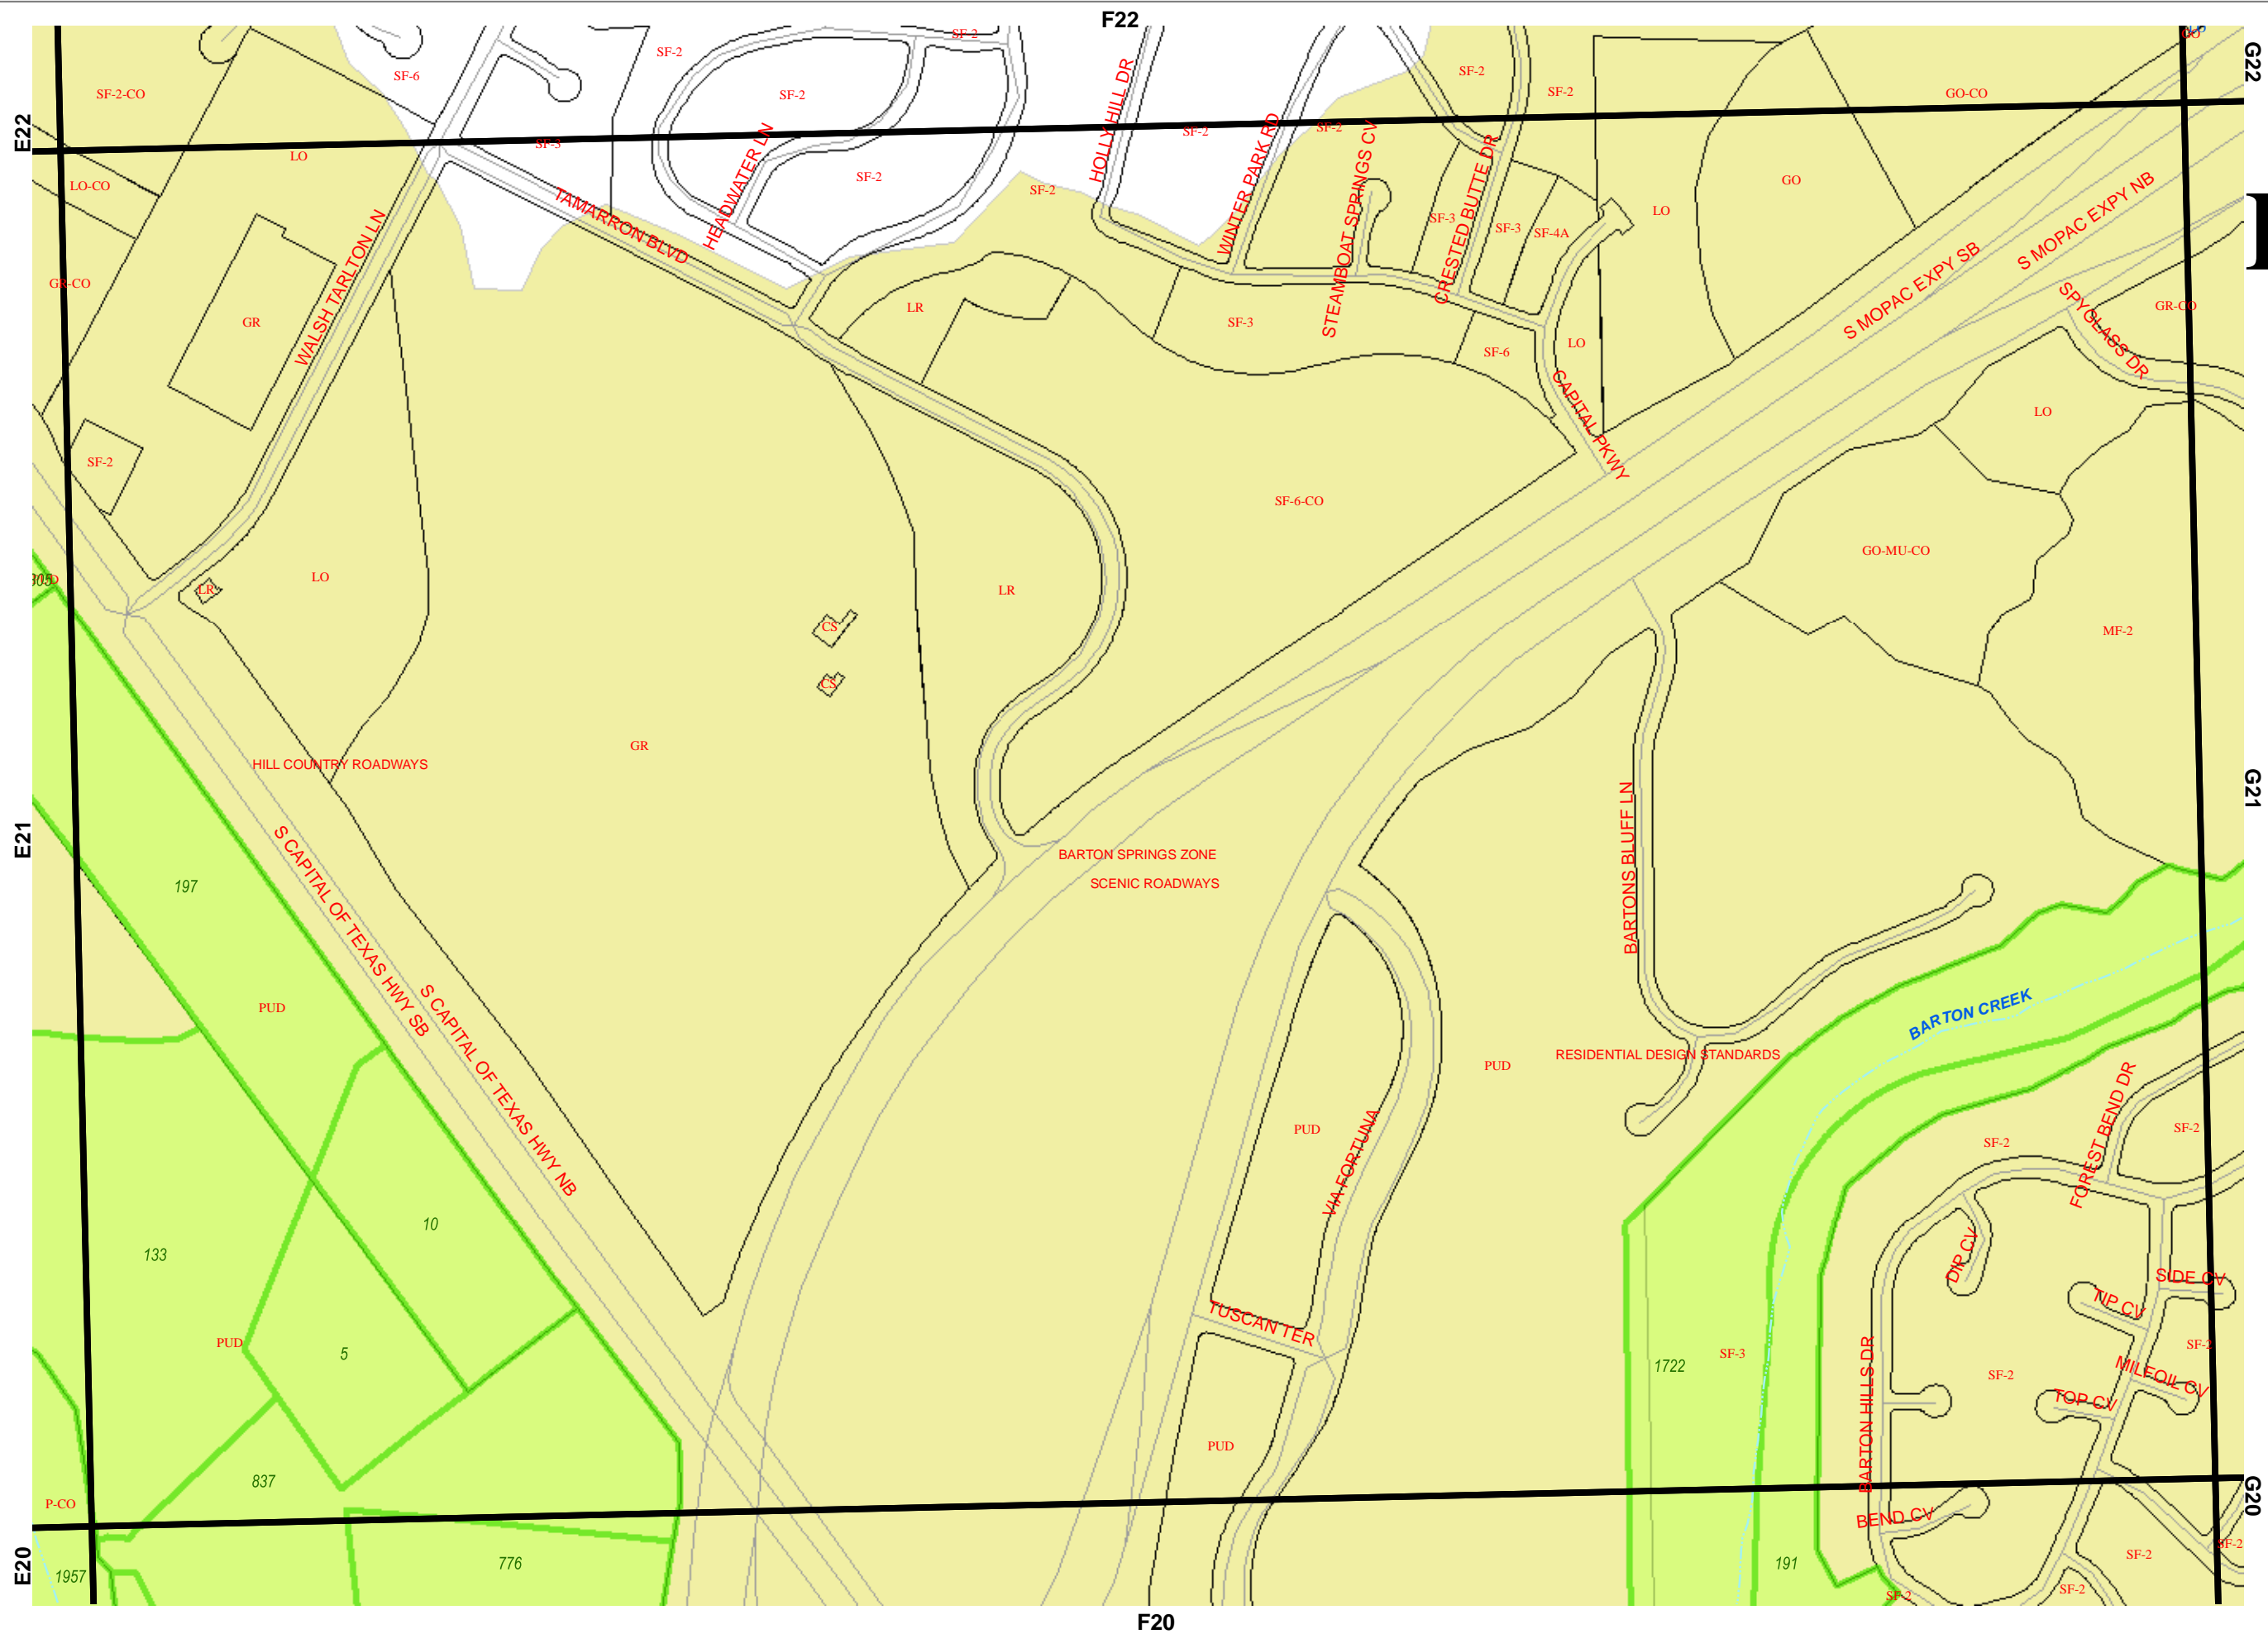 F22
SF-2
SF-2
GO
G22
SF-6
SF-2
SF-2-CO
SF-2
SF-2
SF-2
GO-CO
E22
SF-3
SF-2
SF-2
LO
LO-CO
SF-2
SF-2
GO
LO
SF-3
SF-3
SF-4A
HOLLY HILL DR
WINTER PARK RD
STEAMBOAT SPRINGS CV
CRESTED BUTTE DR
HEADWATER LN
TAMARRON BLVD
WALSH TARLTON LN
S MOPAC EXPY NB
S MOPAC EXPY SB
SPYGLASS DR
GR-CO
GR-CO
GR
LR
SF-3
SF-6
LO
CAPITAL PKWY
LO
SF-2
SF-6-CO
GO-MU-CO
LO
LR
LR
CS
CS
MF-2
GR
HILL COUNTRY ROADWAYS
E21
G21
BARTON SPRINGS ZONE
SCENIC ROADWAYS
BARTONS BLUFF LN
197
S CAPITAL OF TEXAS HWY SB
S CAPITAL OF TEXAS HWY NB
PUD
BARTON CREEK
RESIDENTIAL DESIGN STANDARDS
PUD
PUD
VIA FORTUNA
FOREST BEND DR
SF-2
SF-2
10
133
DIP CV
SIDE CV
TIP CV
TUSCAN TER
PUD
5
1722
SF-3
SF-2
SF-2
MILFOIL CV
TOP CV
BARTON HILLS DR
PUD
837
P-CO
G20
BEND CV
E20
776
1957
191
SF-2
SF-2
SF-2
SF-2
F20